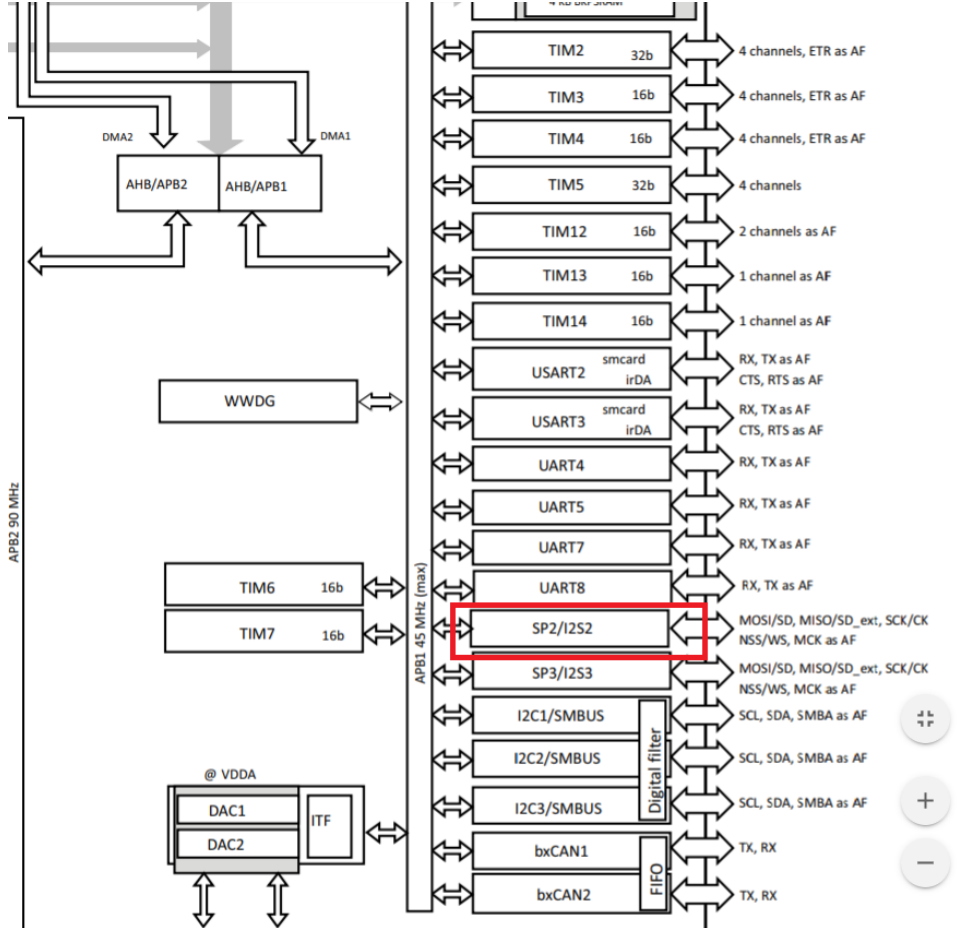 4 KB BKPSRAM
TIM2 32b 4 channels, ETR as AF
TIM3 16b 4 channels, ETR as AF
DMA2 DMA1 TIM4 16b 4 channels, ETR as AF
AHB/APB2 AHB/APB1 TIM5 32b 4 channels
TIM12 16b 2 channels as AF
TIM13 16b 1 channel as AF
TIM14 16b 1 channel as AF
USART2 smcard irDA RX, TX as AF
CTS, RTS as AF
WWDG USART3 smcard irDA RX, TX as AF
CTS, RTS as AF
UART4 RX, TX as AF
APB2 90 MHz
UART5 RX, TX as AF
UART7 RX, TX as AF
TIM6 16b UART8 RX, TX as AF
APB1 45 MHz (max)
TIM7 16b SP2/I2S2 MOSI/SD, MISO/SD_ext, SCK/CK
NSS/WS, MCK as AF
SP3/I2S3 MOSI/SD, MISO/SD_ext, SCK/CK
NSS/WS, MCK as AF
I2C1/SMBUS SCL, SDA, SMBA as AF
Digital filter
I2C2/SMBUS SCL, SDA, SMBA as AF
@ VDDA
DAC1 ITF I2C3/SMBUS SCL, SDA, SMBA as AF
DAC2 bxCAN1 TX, RX
FIFO
bxCAN2 TX, RX